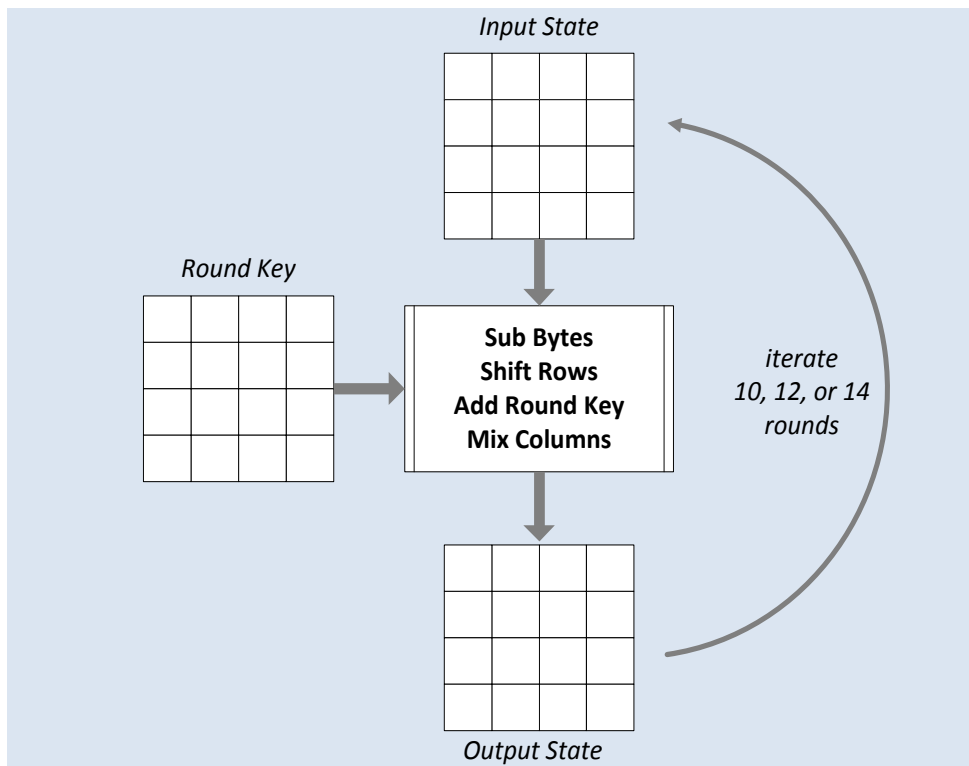 Input State
Round Key
Sub Bytes
Shift Rows
Add Round Key
Mix Columns
iterate
10, 12, or 14
rounds
Output State